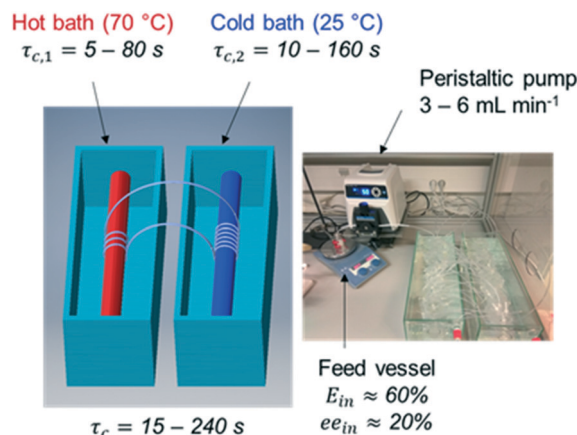 Hot bath (70 °C)
τc,1 = 5 – 80 s
Cold bath (25 °C)
τc,2 = 10 – 160 s
Peristaltic pump
3 – 6 mL min⁻¹
Feed vessel
Ein ≈ 60%
eein ≈ 20%
τc = 15 – 240 s